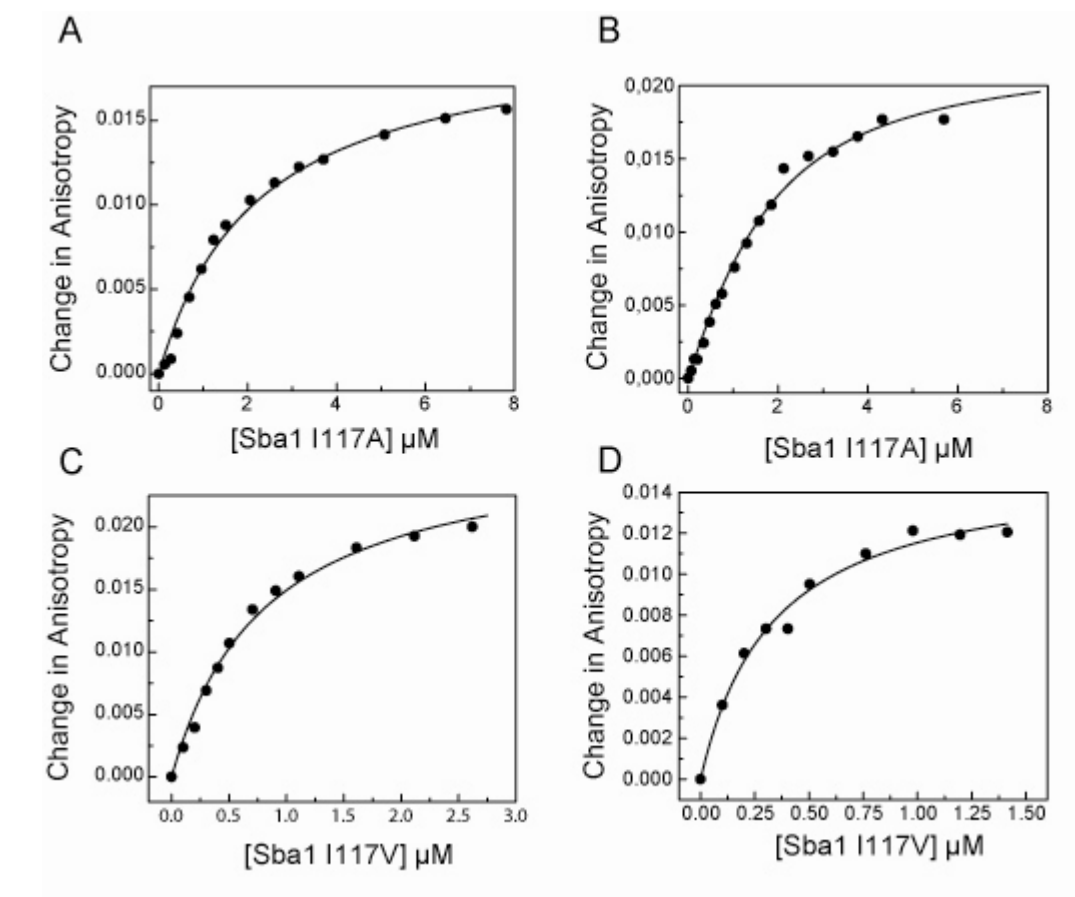 A
B
Change in Anisotropy
0.015
0.010
0.005
0.000
0 2 4 6 8
[Sba1 I117A] µM
Change in Anisotropy
0,020
0,015
0,010
0,005
0,000
0 2 4 6 8
[Sba1 I117A] µM
C
D
Change in Anisotropy
0.020
0.015
0.010
0.005
0.000
0.0 0.5 1.0 1.5 2.0 2.5 3.0
[Sba1 I117V] µM
Change in Anisotropy
0.014
0.012
0.010
0.008
0.006
0.004
0.002
0.000
0.00 0.25 0.50 0.75 1.00 1.25 1.50
[Sba1 I117V] µM